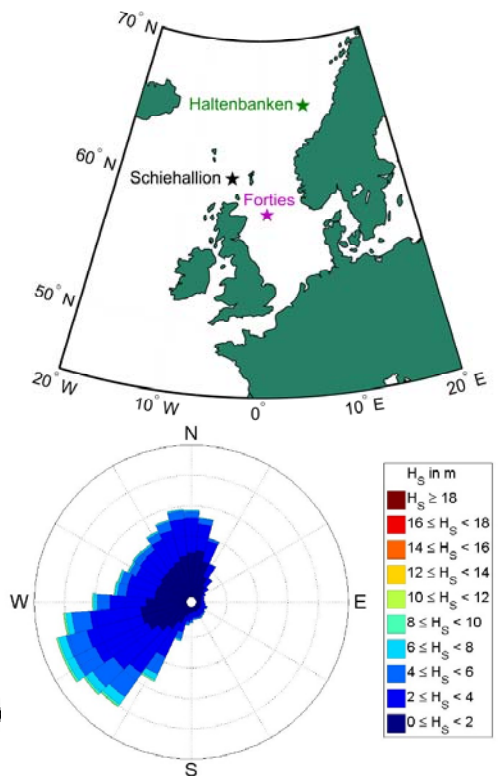 70° N
Haltenbanken
60° N
Schiehallion
Forties
50° N
20° W
10° W
0°
10° E
20° E
N
W
E
S
H_S in m
H_S ≥ 18
16 ≤ H_S < 18
14 ≤ H_S < 16
12 ≤ H_S < 14
10 ≤ H_S < 12
8 ≤ H_S < 10
6 ≤ H_S < 8
4 ≤ H_S < 6
2 ≤ H_S < 4
0 ≤ H_S < 2